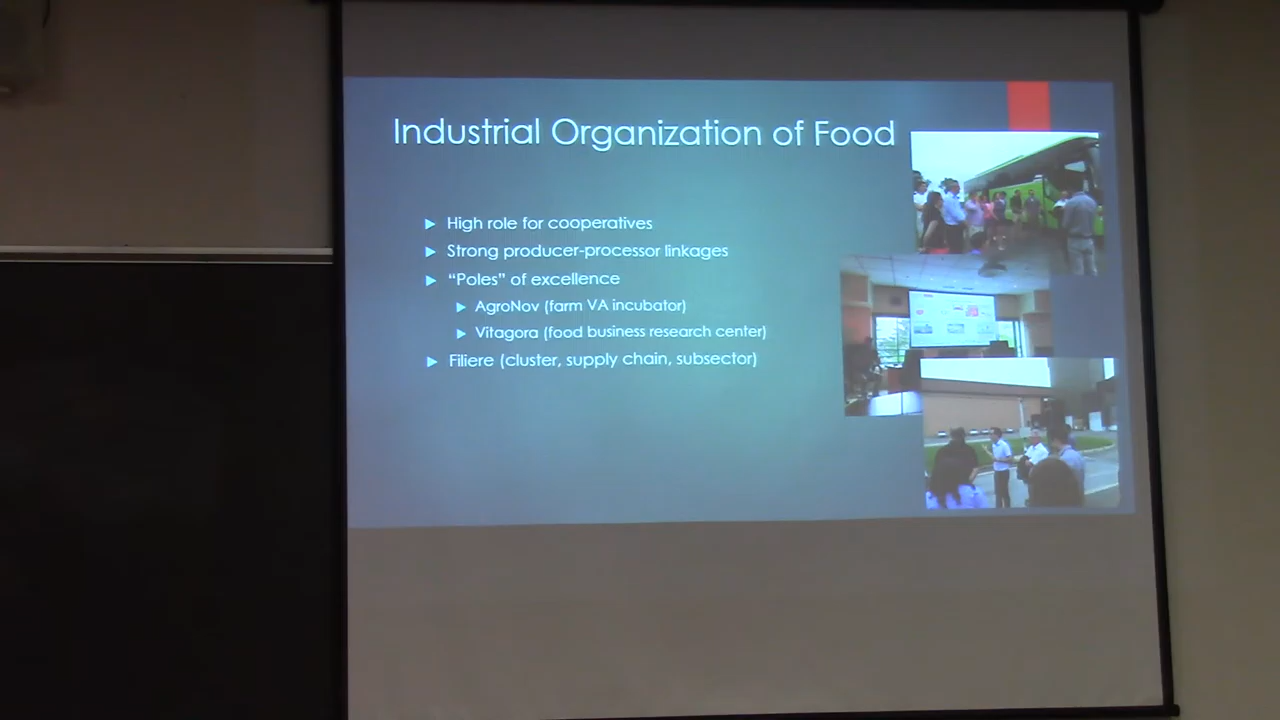 Industrial Organization of Food
High role for cooperatives
Strong producer-processor linkages
“Poles” of excellence
AgroNov (farm VA incubator)
Vitagora (food business research center)
Filiere (cluster, supply chain, subsector)